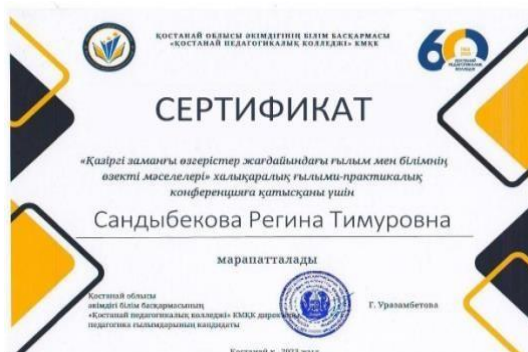 ҚОСТАНАЙ ОБЛЫСЫ ӘКІМДІГІНІҢ БІЛІМ БАСҚАРМАСЫ
«ҚОСТАНАЙ ПЕДАГОГИКАЛЫҚ КОЛЛЕДЖІ» КМҚК
60
СЕРТИФИКАТ
«Қазіргі заманғы өзгерістер жағдайындағы ғылым мен білімнің
өзекті мәселелері» халықаралық ғылыми-практикалық
конференцияға қатысқаны үшін
Сандыбекова Регина Тимуровна
марапатталады
Қостанай облысы
әкімдігі білім басқармасының
«Қостанай педагогикалық колледжі» КМҚК
педагогика ғылымдарының кандидаты
Г. Уразамбетова